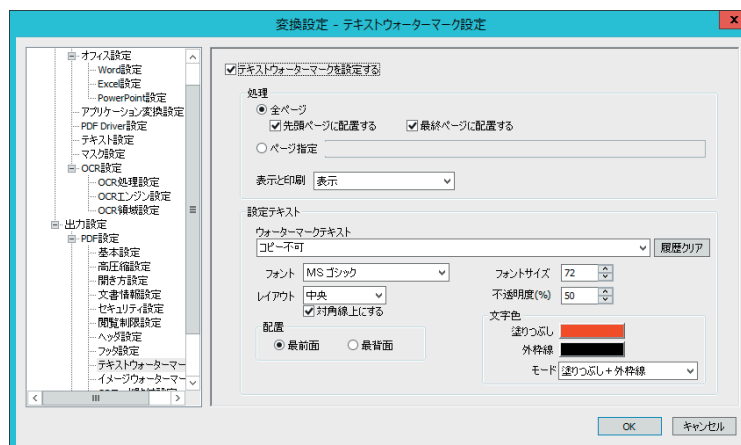 変換設定 - テキストウォーターマーク設定
x
オフィス設定
Word設定
Excel設定
PowerPoint設定
アプリケーション変換設定
PDF Driver設定
テキスト設定
マスク設定
OCR設定
OCR処理設定
OCRエンジン設定
OCR領域設定
出力設定
PDF設定
基本設定
高圧縮設定
開き方設定
文書情報設定
セキュリティ設定
閲覧制限設定
ヘッダ設定
フッタ設定
テキストウォーターマー
イメージウォーターマー
テキストウォーターマークを設定する
処理
全ページ
先頭ページに配置する 最終ページに配置する
ページ指定
表示と印刷 表示
設定テキスト
ウォーターマークテキスト
コピー不可 履歴クリア
フォント MS ゴシック フォントサイズ 72
レイアウト 中央 不透明度(%) 50
対角線上にする
配置
最前面 最背面
文字色
塗りつぶし
外枠線
モード 塗りつぶし+外枠線
OK キャンセル